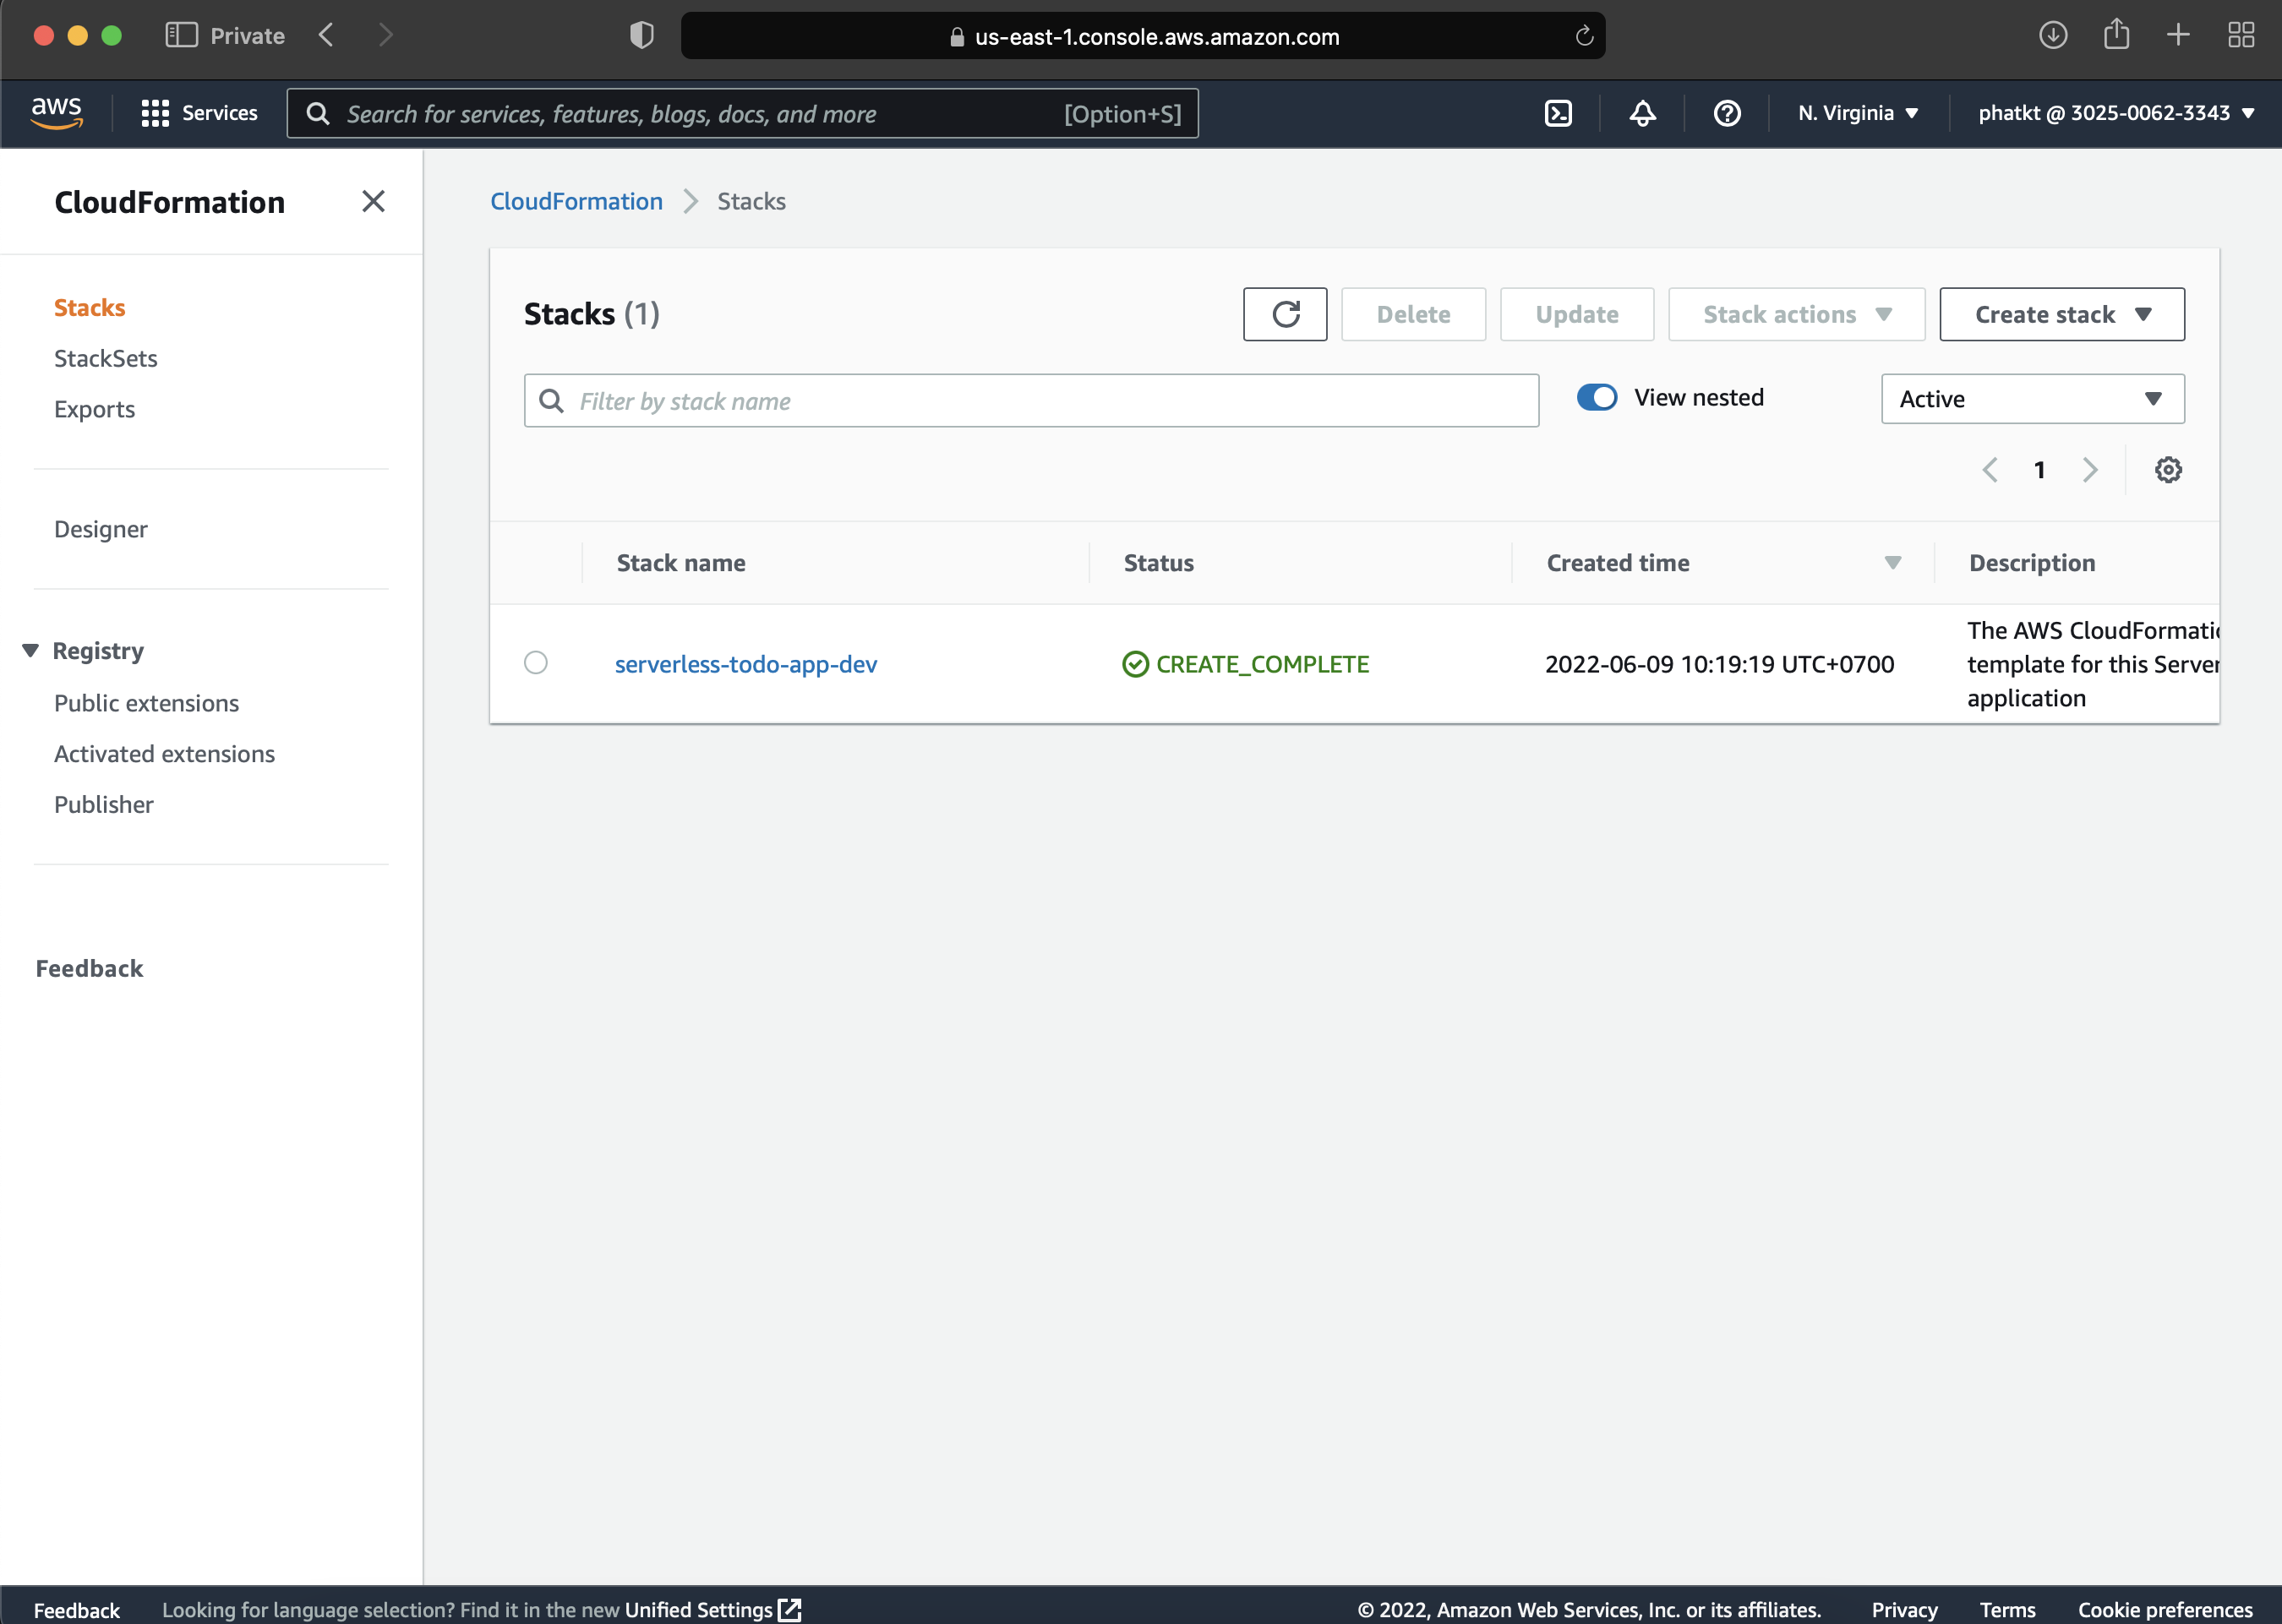 Private
us-east-1.console.aws.amazon.com
aws
Services
Search for services, features, blogs, docs, and more
[Option+S]
N. Virginia
phatkt @ 3025-0062-3343
CloudFormation
Stacks
StackSets
Exports
Designer
Registry
Public extensions
Activated extensions
Publisher
Feedback
CloudFormation
Stacks
Stacks (1)
Delete
Update
Stack actions
Create stack
Filter by stack name
View nested
Active
1
Stack name
Status
Created time
Description
serverless-todo-app-dev
CREATE_COMPLETE
2022-06-09 10:19:19 UTC+0700
The AWS CloudFormatio
template for this Server
application
Feedback
Looking for language selection? Find it in the new Unified Settings
© 2022, Amazon Web Services, Inc. or its affiliates.
Privacy
Terms
Cookie preferences